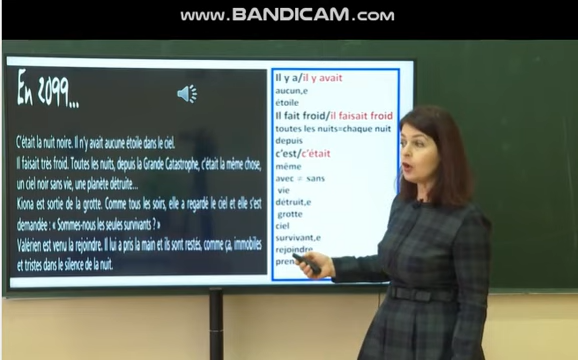 www.BANDICAM.com
En 2099...
C'était la nuit noire. Il n'y avait aucune étoile dans le ciel.
Il faisait très froid. Toutes les nuits, depuis la Grande Catastrophe, c'était la même chose,
un ciel noir sans vie, une planète détruite...
Kiona est sortie de la grotte. Comme tous les soirs, elle a regardé le ciel et elle s'est
demandée : « Sommes-nous les seules survivants ? »
Valérien est venu la rejoindre. Il lui a pris la main et ils sont restés, comme ça, immobiles
et tristes dans le silence de la nuit.
Il y a/il y avait
aucun,e
étoile
Il fait froid/il faisait froid
toutes les nuits=chaque nuit
depuis
c'est/c'était
même
avec ≠ sans
vie
détruit,e
grotte
ciel
survivant,e
rejoindre